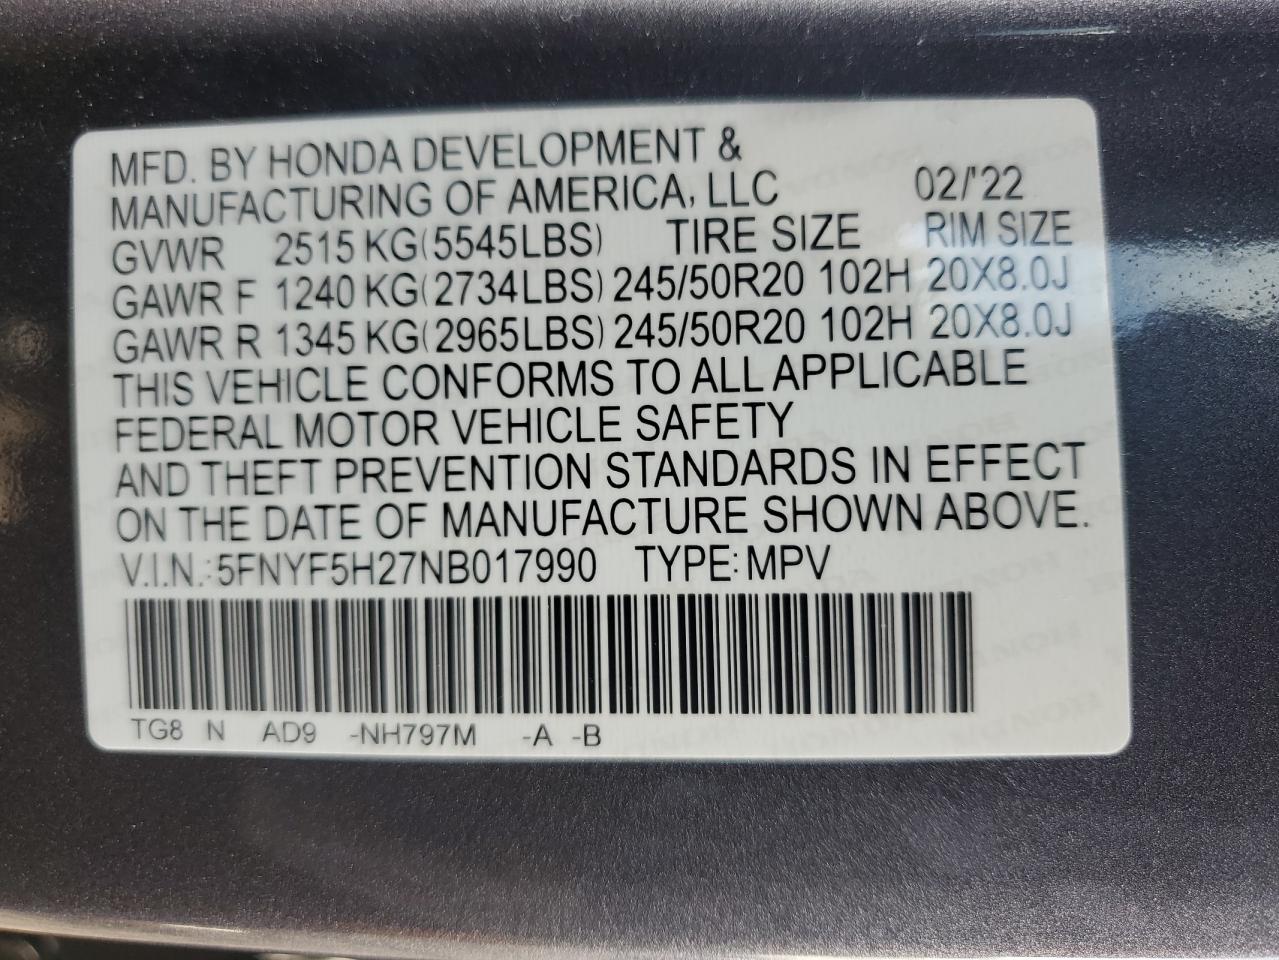 MFD. BY HONDA DEVELOPMENT &
MANUFACTURING OF AMERICA, LLC 02/'22
GVWR 2515 KG(5545LBS) TIRE SIZE RIM SIZE
GAWR F 1240 KG(2734LBS) 245/50R20 102H 20X8.0J
GAWR R 1345 KG(2965LBS) 245/50R20 102H 20X8.0J
THIS VEHICLE CONFORMS TO ALL APPLICABLE
FEDERAL MOTOR VEHICLE SAFETY
AND THEFT PREVENTION STANDARDS IN EFFECT
ON THE DATE OF MANUFACTURE SHOWN ABOVE.
V.I.N.: 5FNYF5H27NB017990 TYPE: MPV
TG8 N AD9 -NH797M -A -B